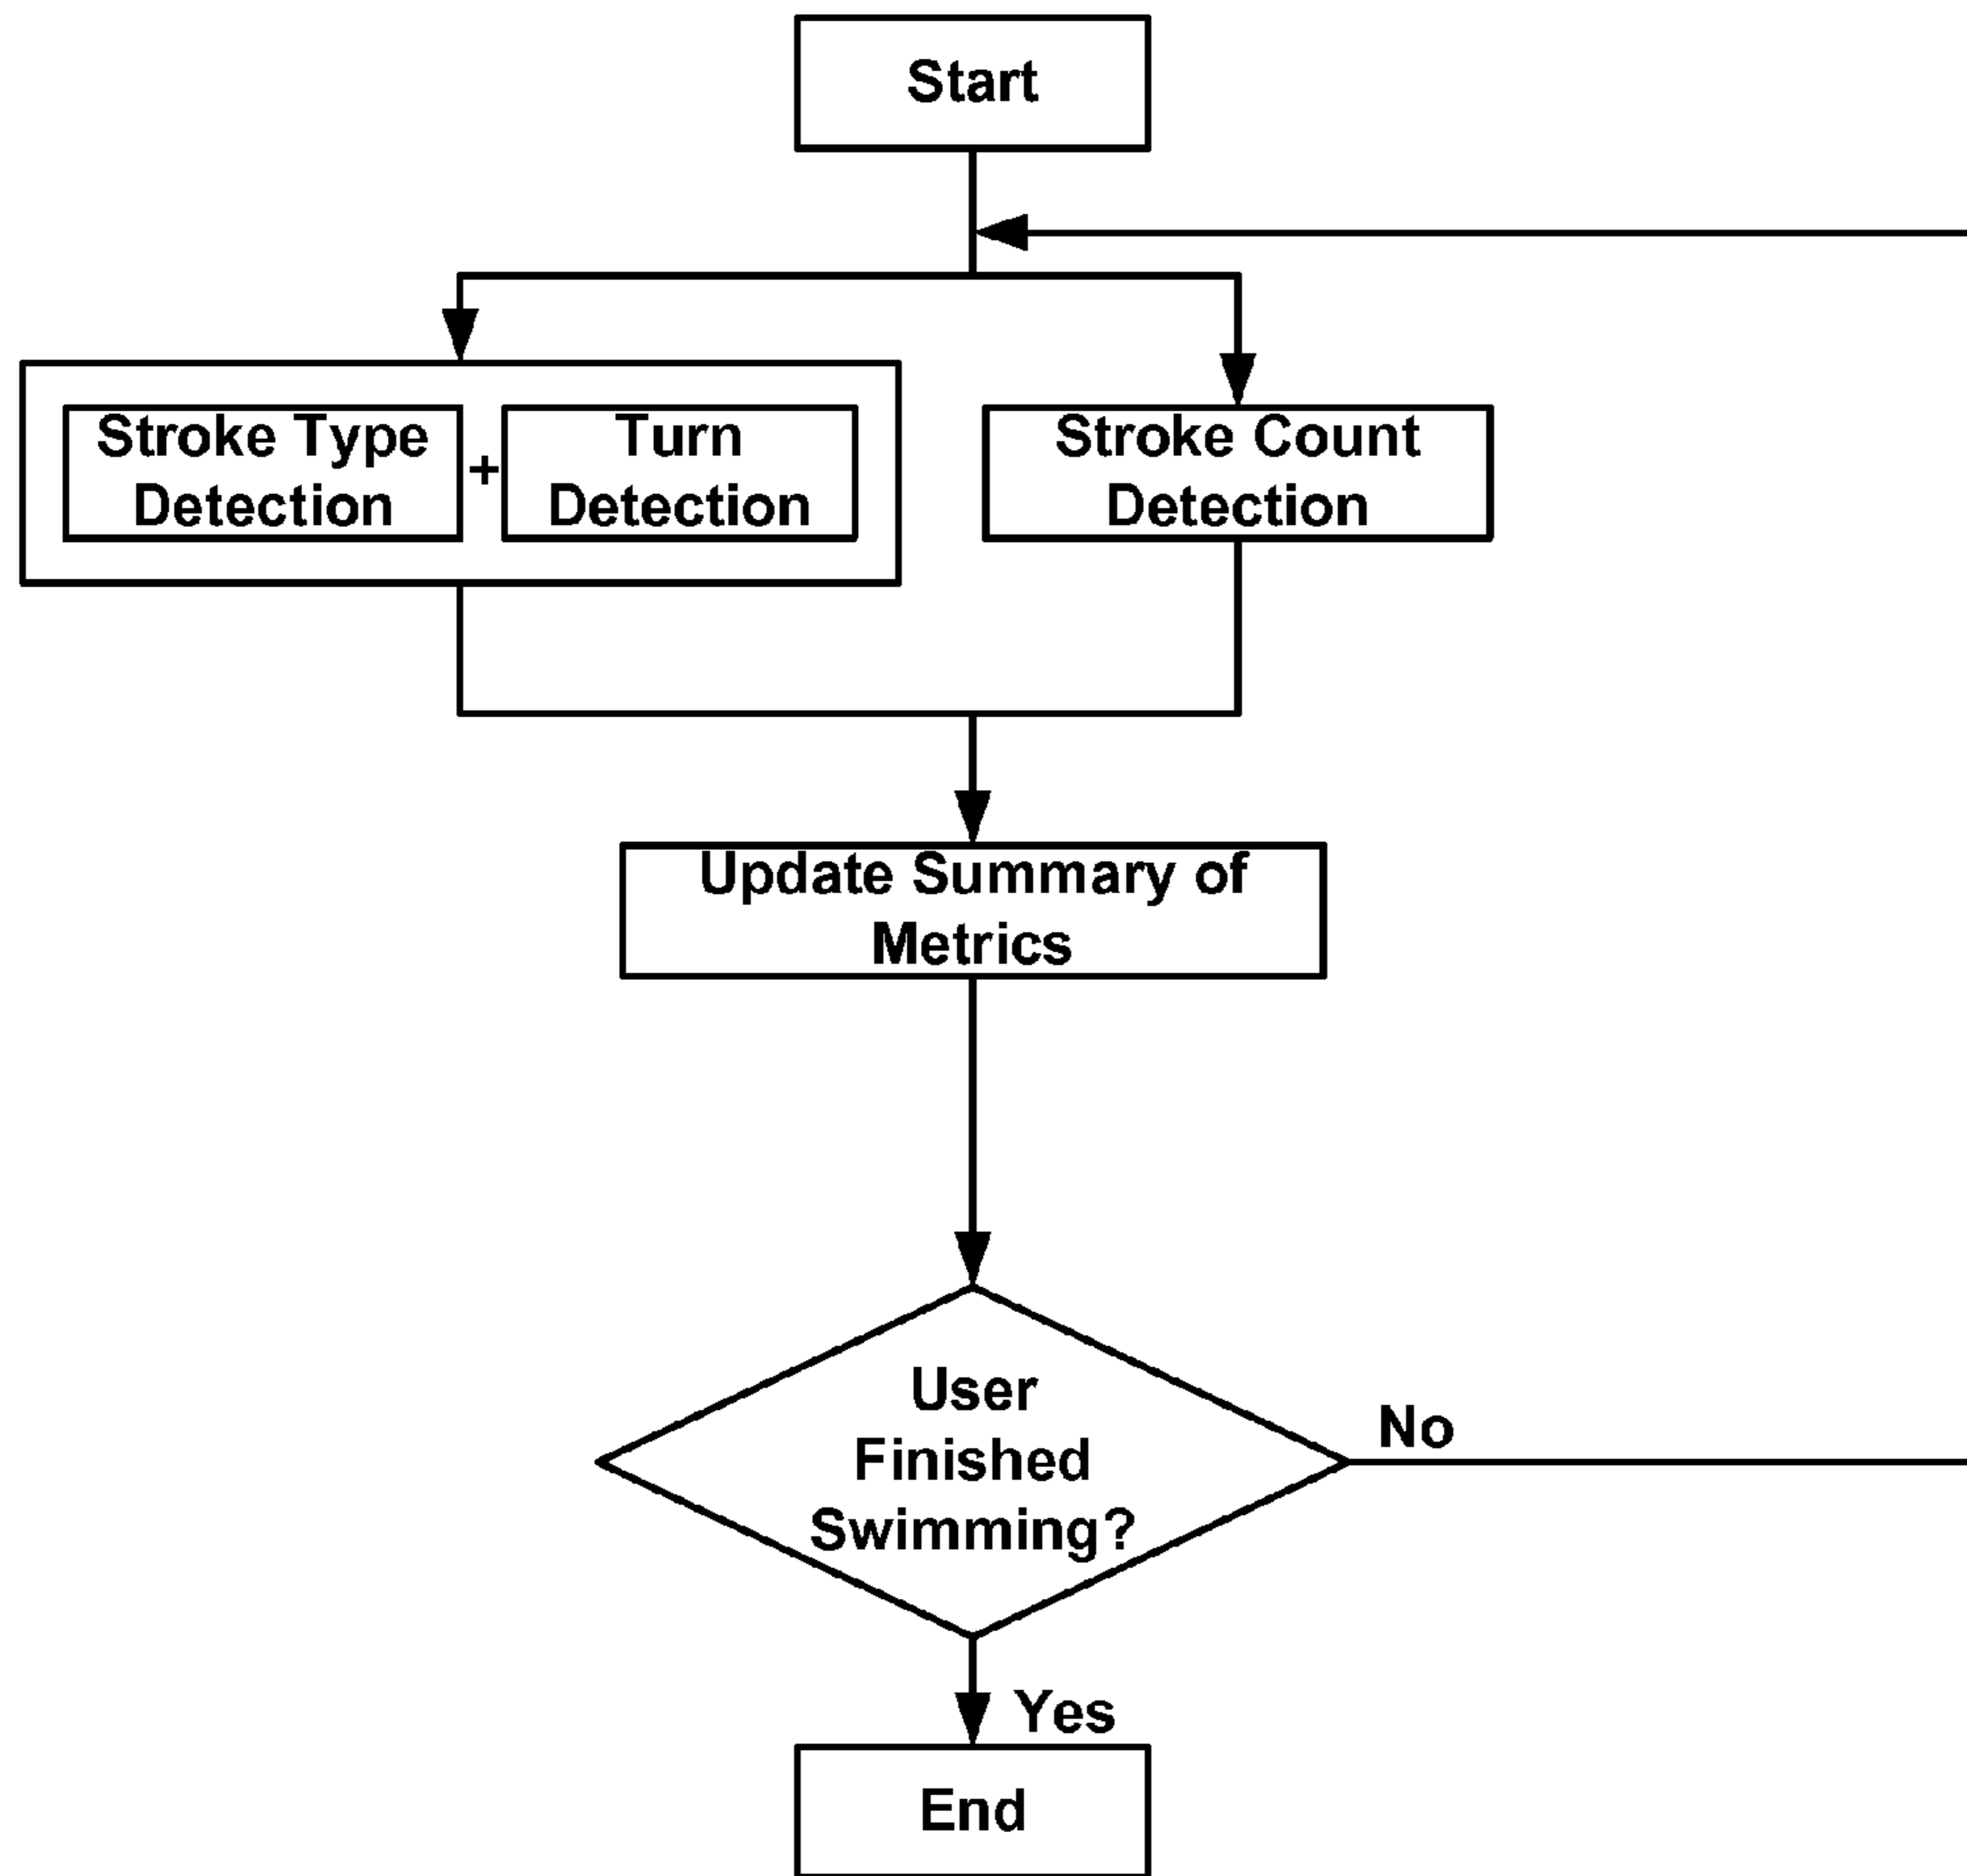 Start
Stroke Type
Detection
+
Turn
Detection
Stroke Count
Detection
Update Summary of
Metrics
User
Finished
Swimming?
No
Yes
End